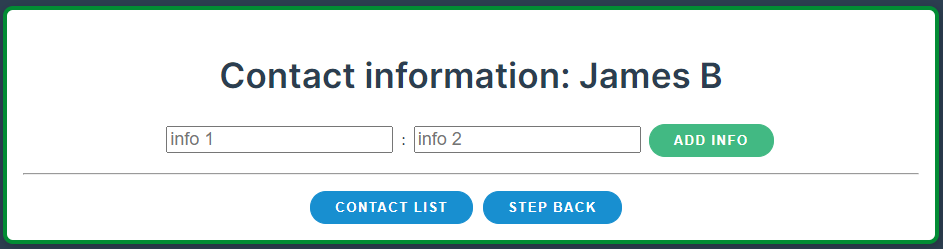 Contact information: James B
info 1 : info 2 ADD INFO
CONTACT LIST STEP BACK